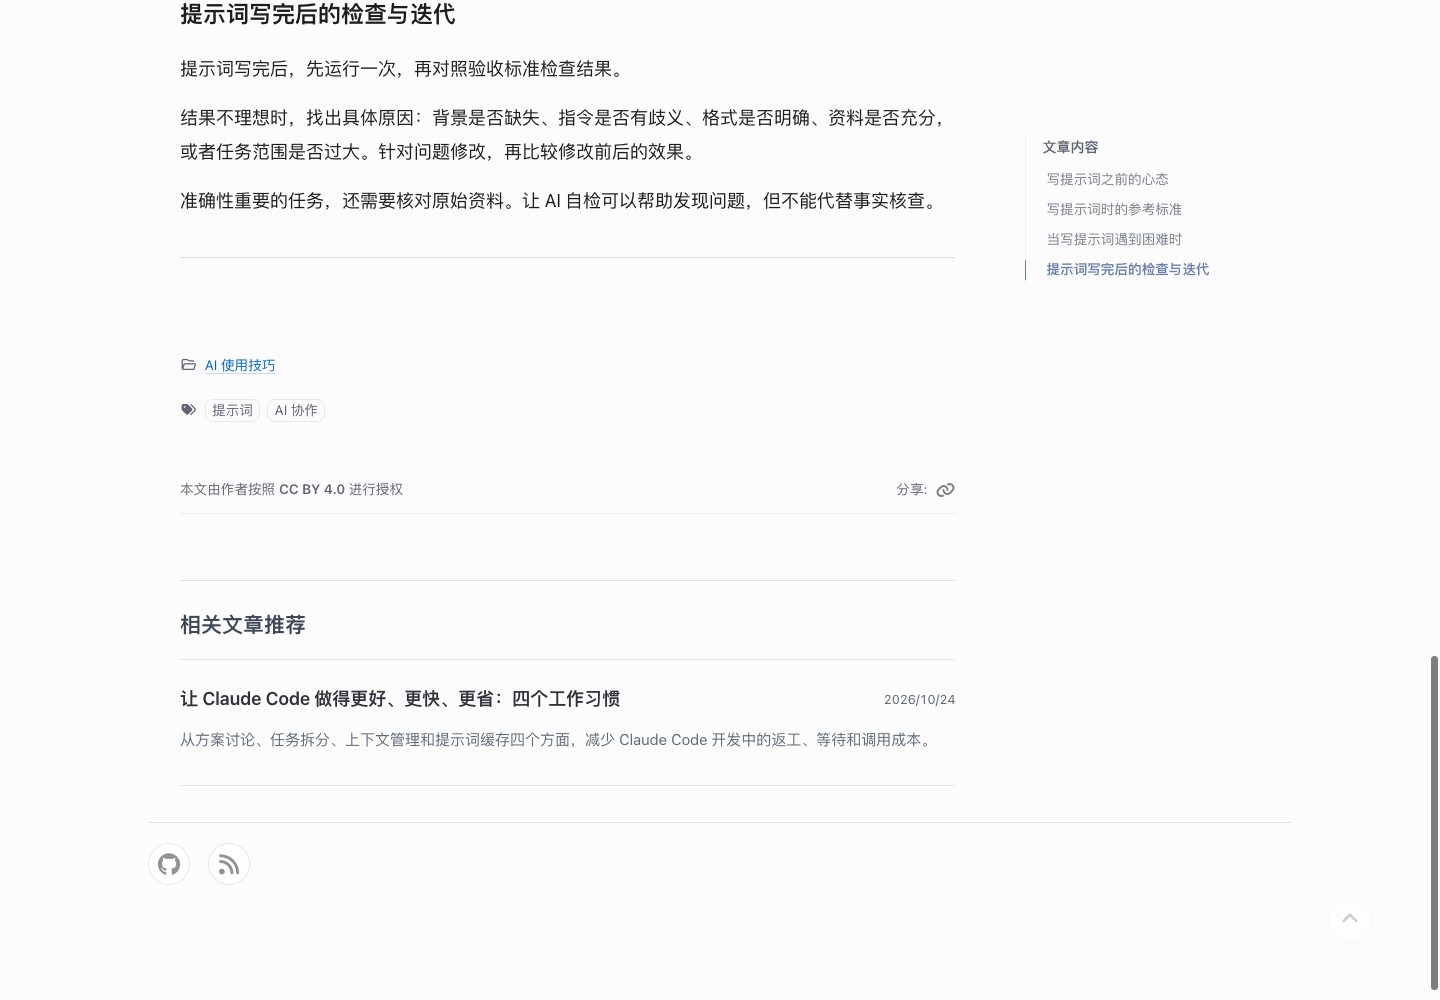 提示词写完后的检查与迭代
提示词写完后，先运行一次，再对照验收标准检查结果。
结果不理想时，找出具体原因：背景是否缺失、指令是否有歧义、格式是否明确、资料是否充分，
或者任务范围是否过大。针对问题修改，再比较修改前后的效果。
准确性重要的任务，还需要核对原始资料。让 AI 自检可以帮助发现问题，但不能代替事实核查。
文章内容
写提示词之前的心态
写提示词时的参考标准
当写提示词遇到困难时
提示词写完后的检查与迭代
AI 使用技巧
提示词 AI 协作
本文由作者按照 CC BY 4.0 进行授权 分享:
相关文章推荐
让 Claude Code 做得更好、更快、更省：四个工作习惯 2026/10/24
从方案讨论、任务拆分、上下文管理和提示词缓存四个方面，减少 Claude Code 开发中的返工、等待和调用成本。